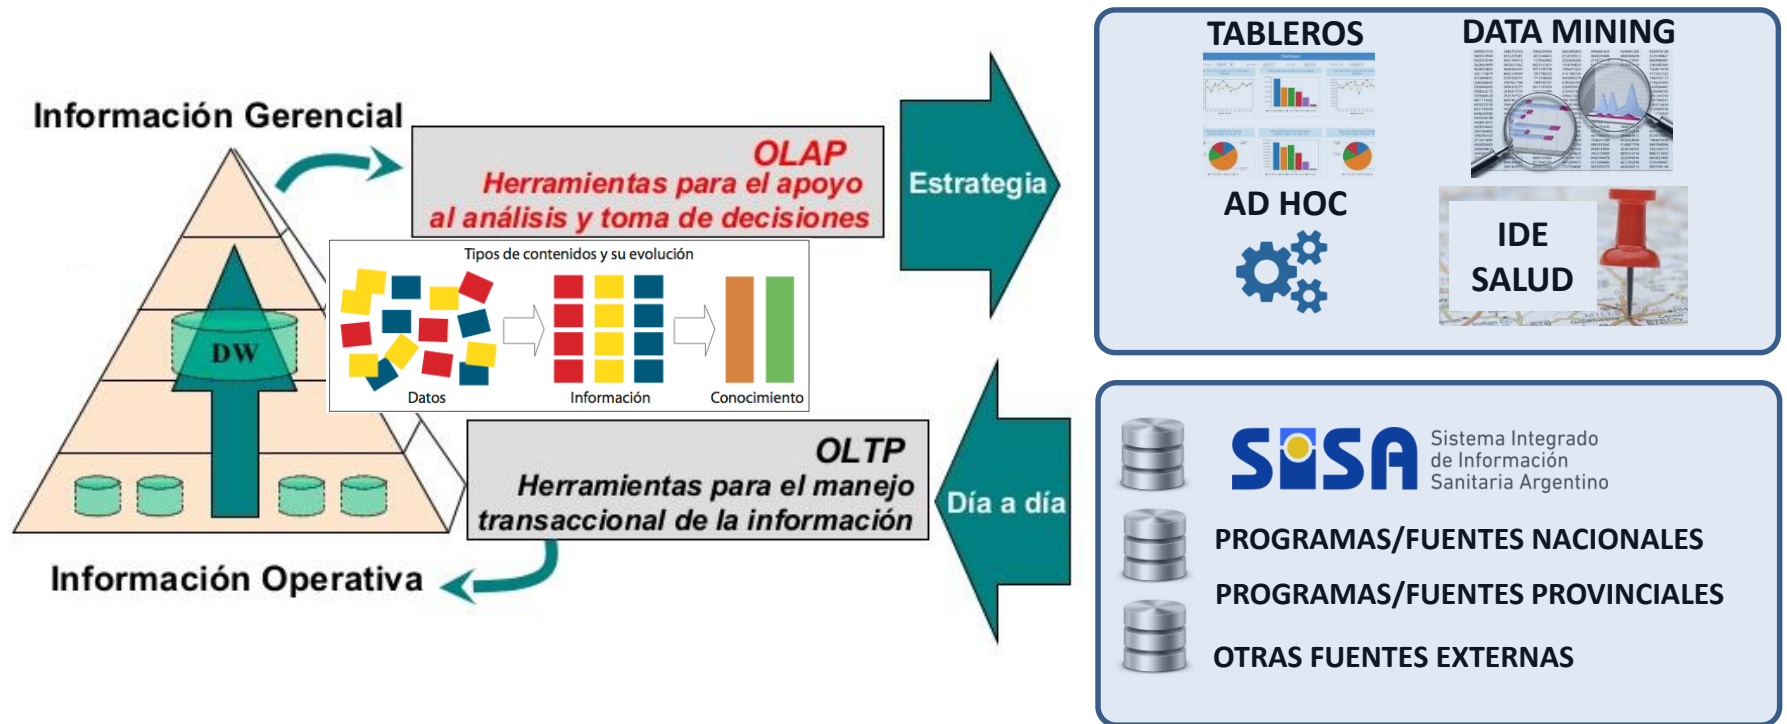 Información Gerencial
OLAP
Herramientas para el apoyo
al análisis y toma de decisiones
Estrategia
Tipos de contenidos y su evolución
Datos
Información
Conocimiento
DW
OLTP
Herramientas para el manejo
transaccional de la información
Día a día
Información Operativa
TABLEROS
DATA MINING
Dashboard
AD HOC
IDE
SALUD
SISA
Sistema Integrado
de Información
Sanitaria Argentino
PROGRAMAS/FUENTES NACIONALES
PROGRAMAS/FUENTES PROVINCIALES
OTRAS FUENTES EXTERNAS